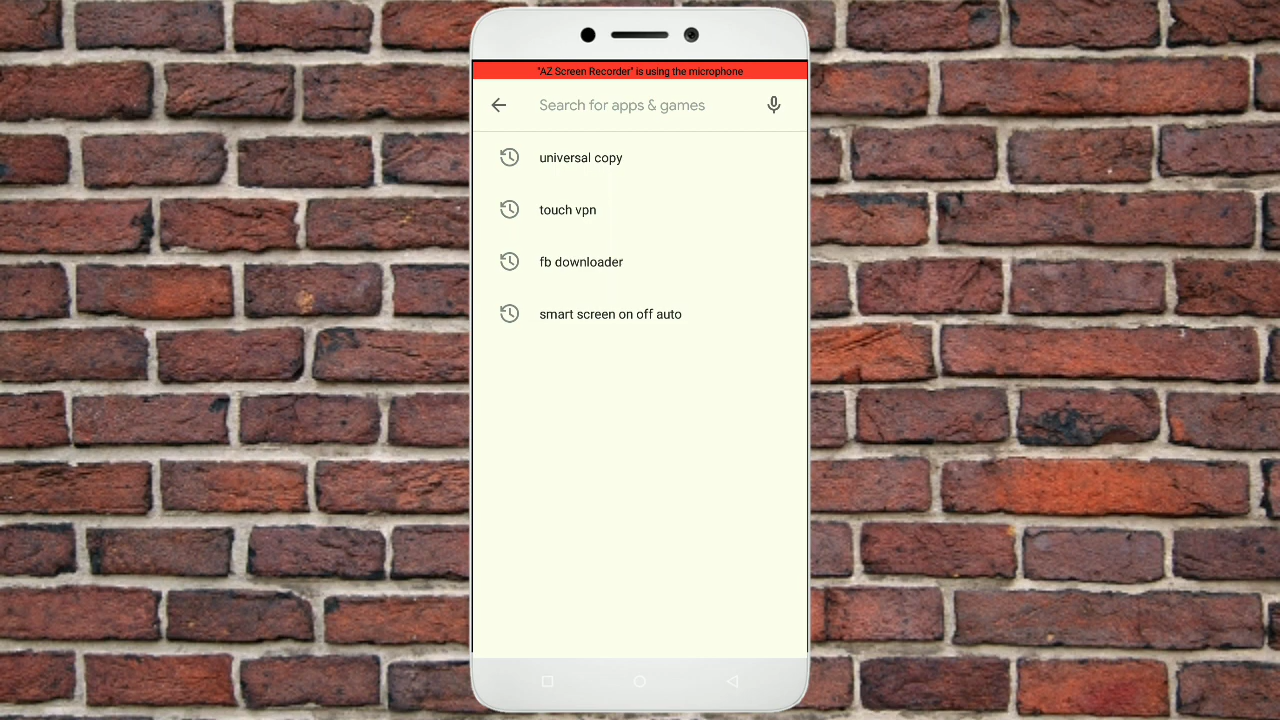 "AZ Screen Recorder" is using the microphone
Search for apps & games
universal copy
touch vpn
fb downloader
smart screen on off auto